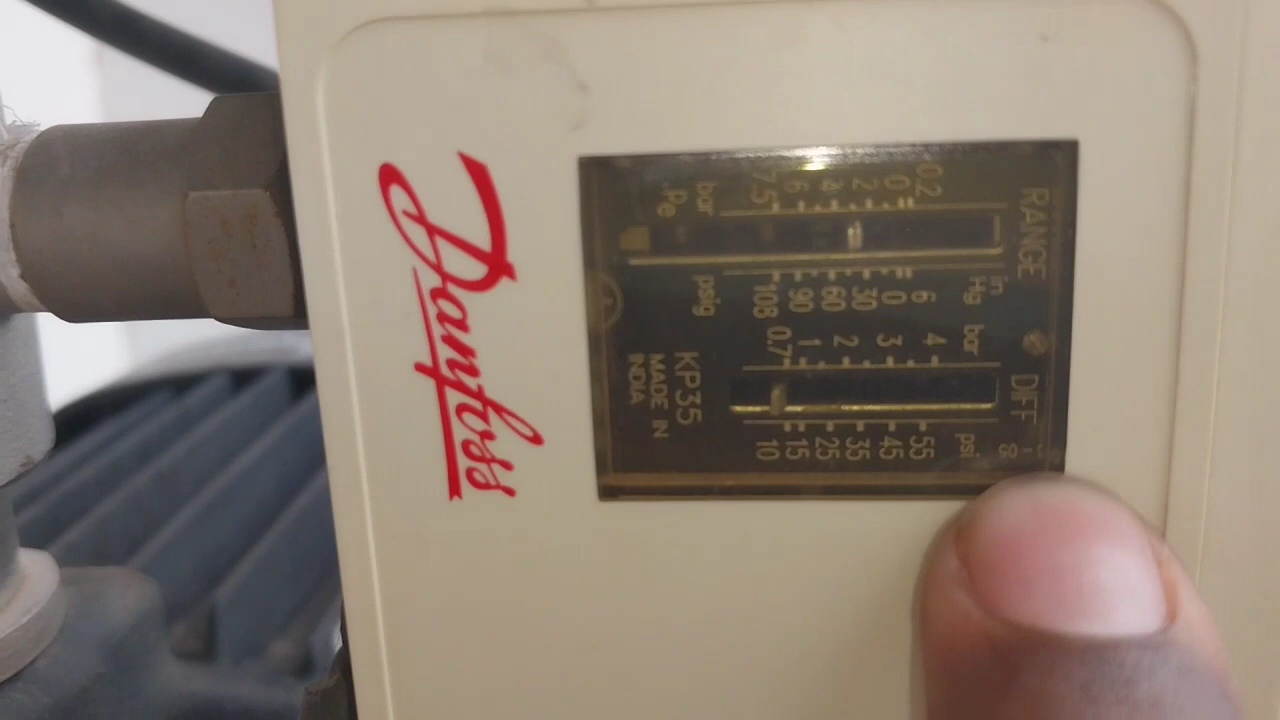 RANGE DIFF
in
Hg bar psi
0.2 6 4 55
0 0 3 45
2 30 2 35
4 60 1 25
6 90 0.7 15
7.5 108 10
bar psig KP35
Pe MADE IN
INDIA
Danfoss